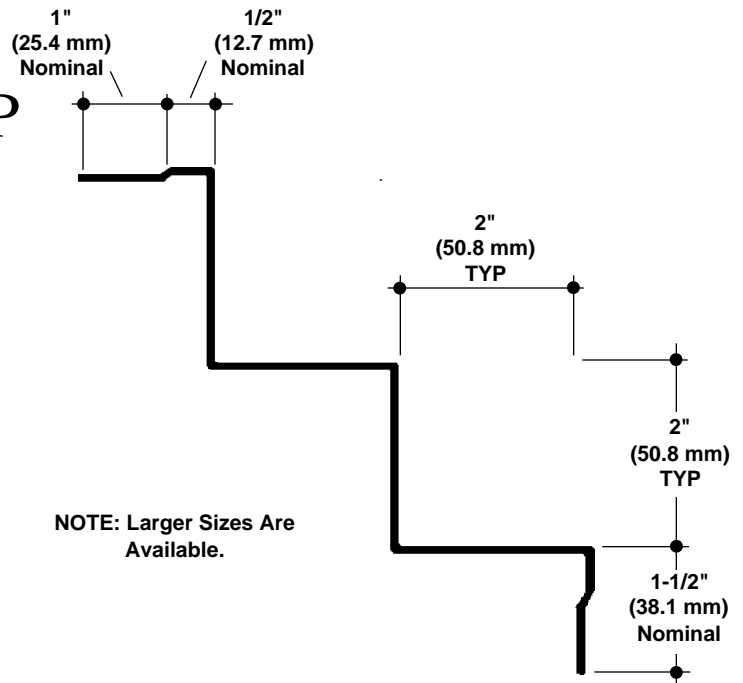 1"
(25.4 mm)
Nominal
1/2"
(12.7 mm)
Nominal
P
2"
(50.8 mm)
TYP
2"
(50.8 mm)
TYP
NOTE: Larger Sizes Are
Available.
1-1/2"
(38.1 mm)
Nominal